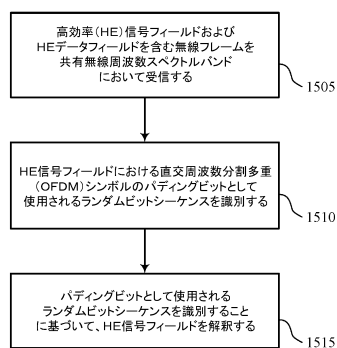 高効率（HE）信号フィールドおよび
HEデータフィールドを含む無線フレームを
共有無線周波数スペクトルバンド
において受信する
1505
HE信号フィールドにおける直交周波数分割多重
（OFDM）シンボルのパディングビットとして
使用されるランダムビットシーケンスを識別する
1510
パディングビットとして使用される
ランダムビットシーケンスを識別すること
に基づいて、HE信号フィールドを解釈する
1515